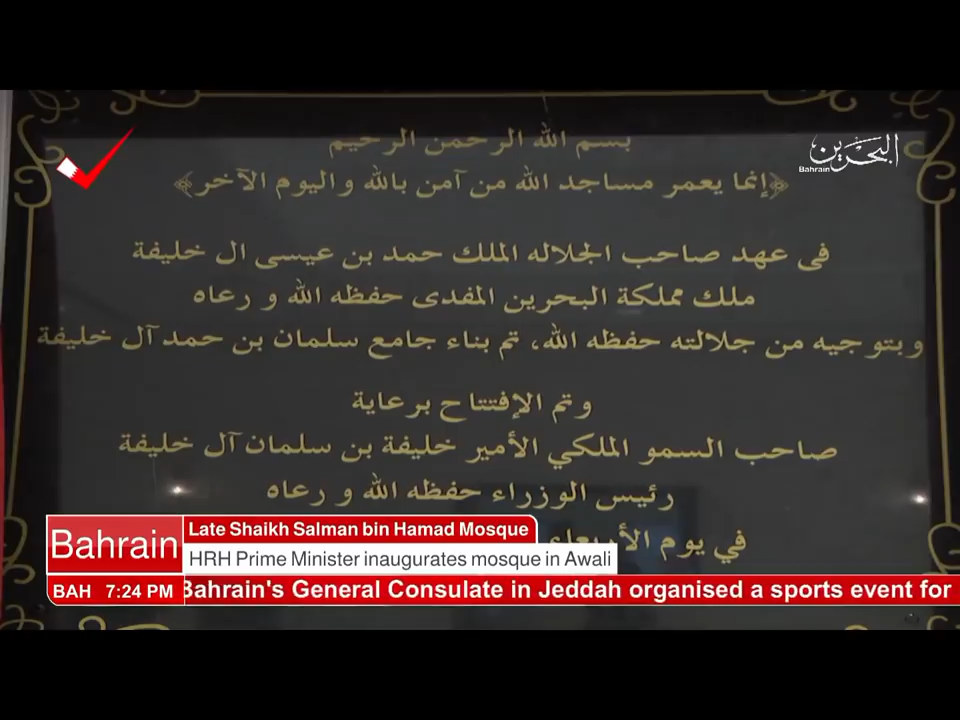 بسم الله الرحمن الرحيم
﴿إنما يعمر مساجد الله من آمن بالله واليوم الآخر﴾
فى عهد صاحب الجلاله الملك حمد بن عيسى ال خليفة
ملك مملكة البحرين المفدى حفظه الله و رعاه
وبتوجيه من جلالته حفظه الله، تم بناء جامع سلمان بن حمد آل خليفة
و تم الإفتتاح برعاية
صاحب السمو الملكي الأمير خليفة بن سلمان آل خليفة
رئيس الوزراء حفظه الله و رعاه
في يوم الأربعاء
البحرين
Bahrain
Bahrain
Late Shaikh Salman bin Hamad Mosque
HRH Prime Minister inaugurates mosque in Awali
BAH 7:24 PM
Bahrain's General Consulate in Jeddah organised a sports event for